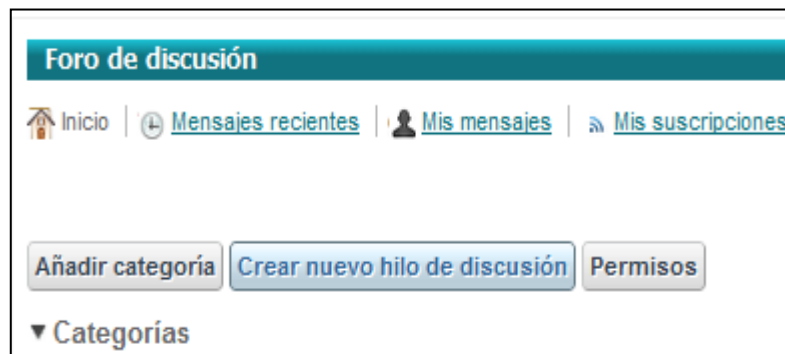 Foro de discusión
Inicio Mensajes recientes Mis mensajes Mis suscripciones
Añadir categoría Crear nuevo hilo de discusión Permisos
Categorías